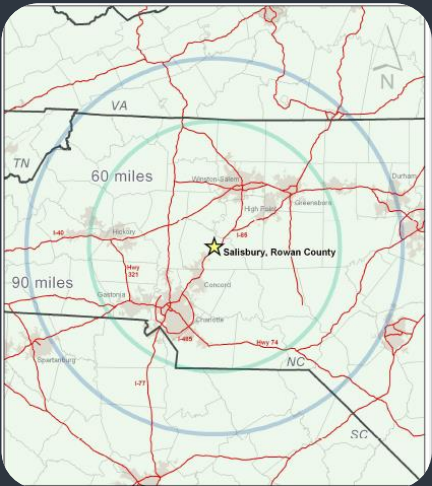 N
VA
TN
60 miles
Winston-Salem
Durham
High Point
Greensboro
I-40
Hickory
I-85
Salisbury, Rowan County
Hwy
321
90 miles
Concord
Gastonia
Charlotte
I-485
Hwy 74
Spartanburg
NC
I-77
SC